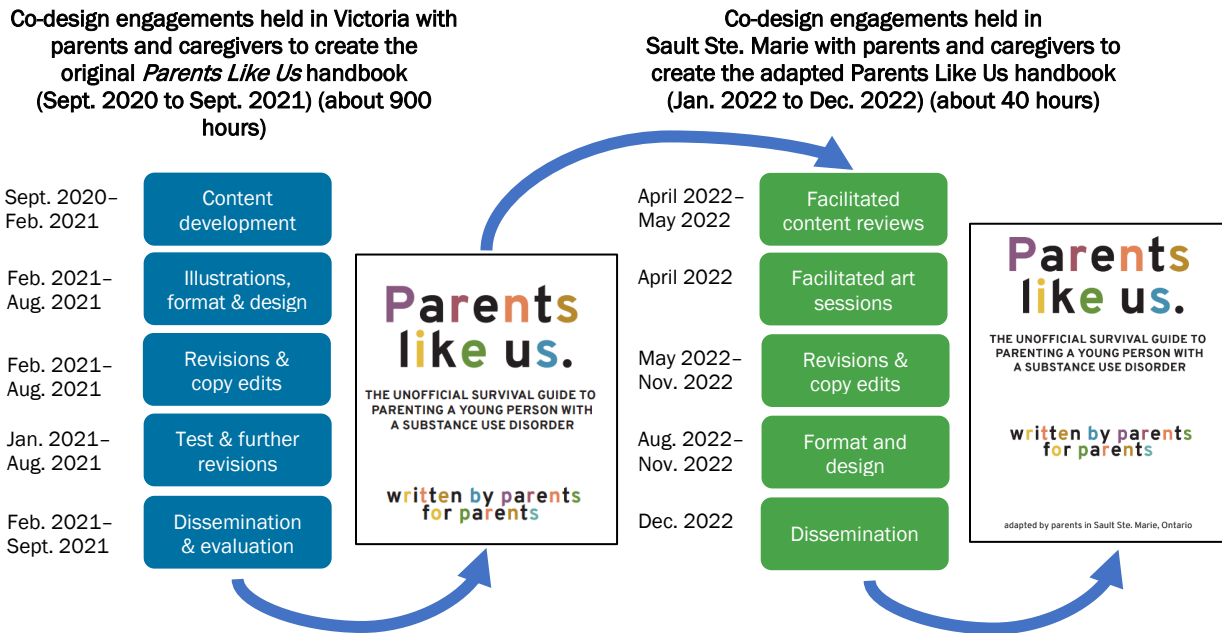 Co-design engagements held in Victoria with
parents and caregivers to create the
original Parents Like Us handbook
(Sept. 2020 to Sept. 2021) (about 900
hours)
Sept. 2020–
Feb. 2021
Content
development
Feb. 2021–
Aug. 2021
Illustrations,
format & design
Feb. 2021–
Aug. 2021
Revisions &
copy edits
Jan. 2021–
Aug. 2021
Test & further
revisions
Feb. 2021–
Sept. 2021
Dissemination
& evaluation
Parents
like us.
THE UNOFFICIAL SURVIVAL GUIDE TO
PARENTING A YOUNG PERSON WITH
A SUBSTANCE USE DISORDER
written by parents
for parents
Co-design engagements held in
Sault Ste. Marie with parents and caregivers to
create the adapted Parents Like Us handbook
(Jan. 2022 to Dec. 2022) (about 40 hours)
April 2022–
May 2022
Facilitated
content reviews
April 2022
Facilitated art
sessions
May 2022–
Nov. 2022
Revisions &
copy edits
Aug. 2022–
Nov. 2022
Format and
design
Dec. 2022
Dissemination
Parents
like us.
THE UNOFFICIAL SURVIVAL GUIDE TO
PARENTING A YOUNG PERSON WITH
A SUBSTANCE USE DISORDER
written by parents
for parents
adapted by parents in Sault Ste. Marie, Ontario